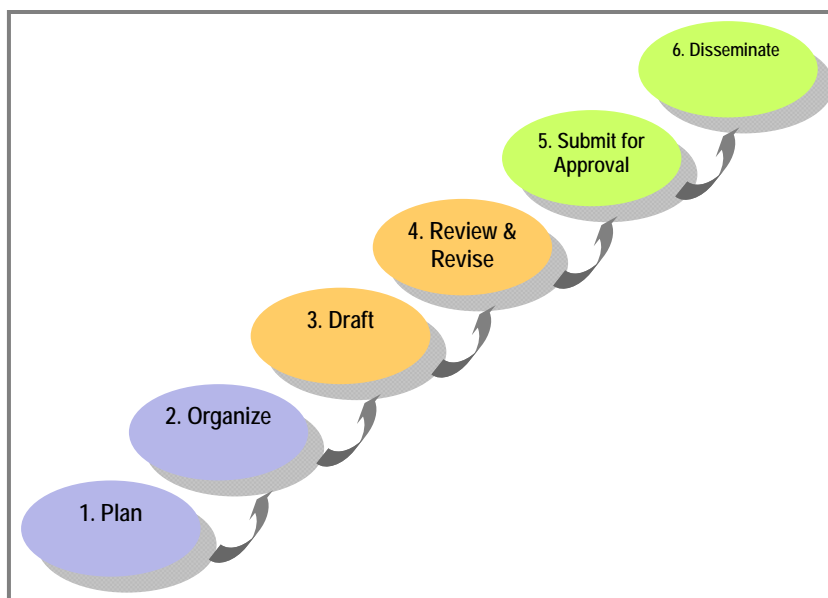 1. Plan
2. Organize
3. Draft
4. Review &
Revise
5. Submit for
Approval
6. Disseminate